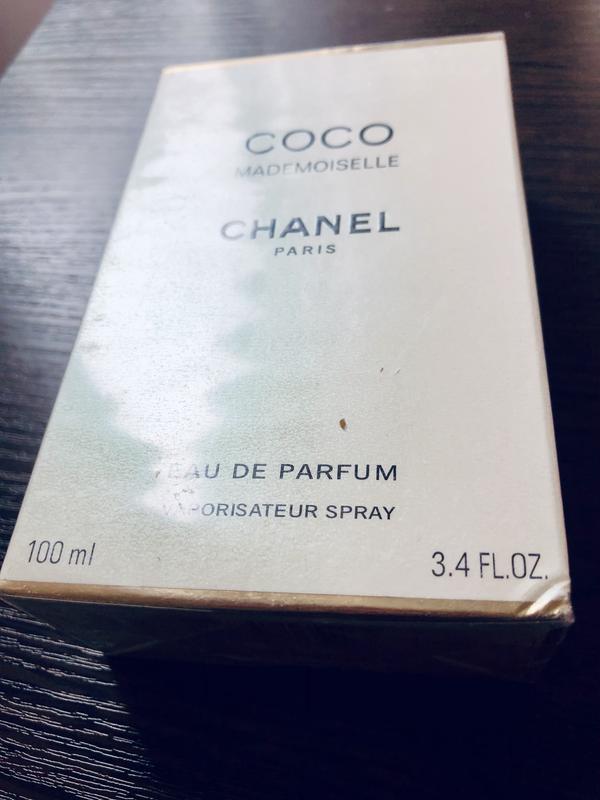 COCO
MADEMOISELLE
CHANEL
PARIS
EAU DE PARFUM
VAPORISATEUR SPRAY
100 ml
3.4 FL.OZ.